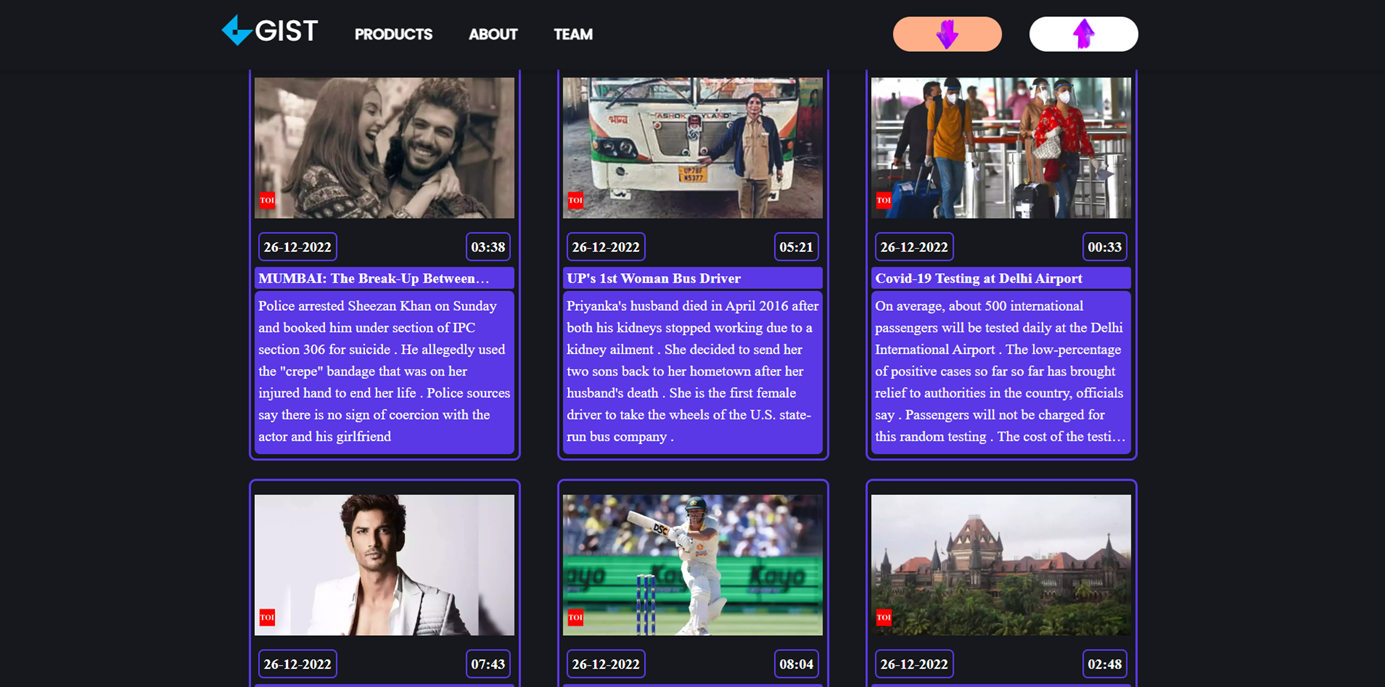 GIST PRODUCTS ABOUT TEAM
ASHOK LEYLAND
UP78F
N5377
TOI
TOI
TOI
26-12-2022 03:38
26-12-2022 05:21
26-12-2022 00:33
MUMBAI: The Break-Up Between…
Police arrested Sheezan Khan on Sunday
and booked him under section of IPC
section 306 for suicide . He allegedly used
the "crepe" bandage that was on her
injured hand to end her life . Police sources
say there is no sign of coercion with the
actor and his girlfriend
UP's 1st Woman Bus Driver
Priyanka's husband died in April 2016 after
both his kidneys stopped working due to a
kidney ailment . She decided to send her
two sons back to her hometown after her
husband's death . She is the first female
driver to take the wheels of the U.S. state-
run bus company .
Covid-19 Testing at Delhi Airport
On average, about 500 international
passengers will be tested daily at the Delhi
International Airport . The low-percentage
of positive cases so far so far has brought
relief to authorities in the country, officials
say . Passengers will not be charged for
this random testing . The cost of the testi…
TOI
DSC
Kayo
Kayo
TOI
TOI
26-12-2022 07:43
26-12-2022 08:04
26-12-2022 02:48